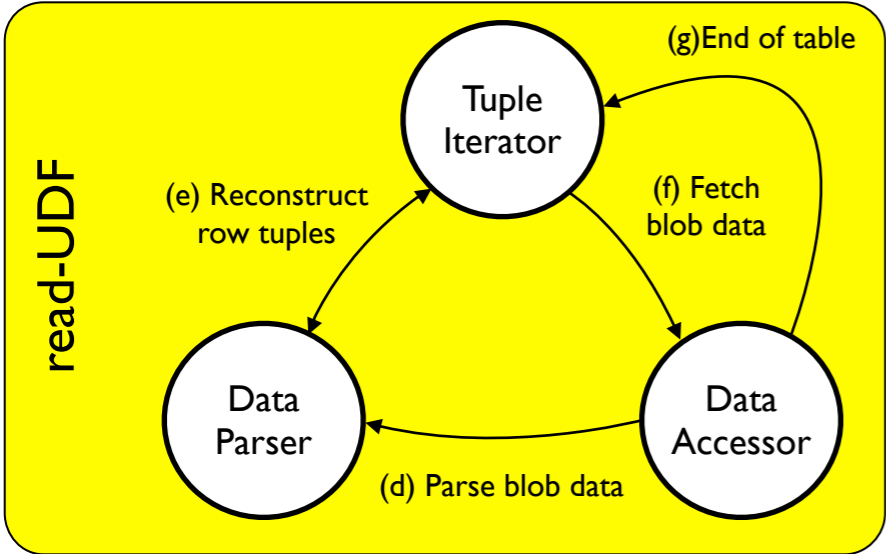 (g)End of table
Tuple
Iterator
(e) Reconstruct
row tuples
(f) Fetch
blob data
read-UDF
Data
Parser
Data
Accessor
(d) Parse blob data